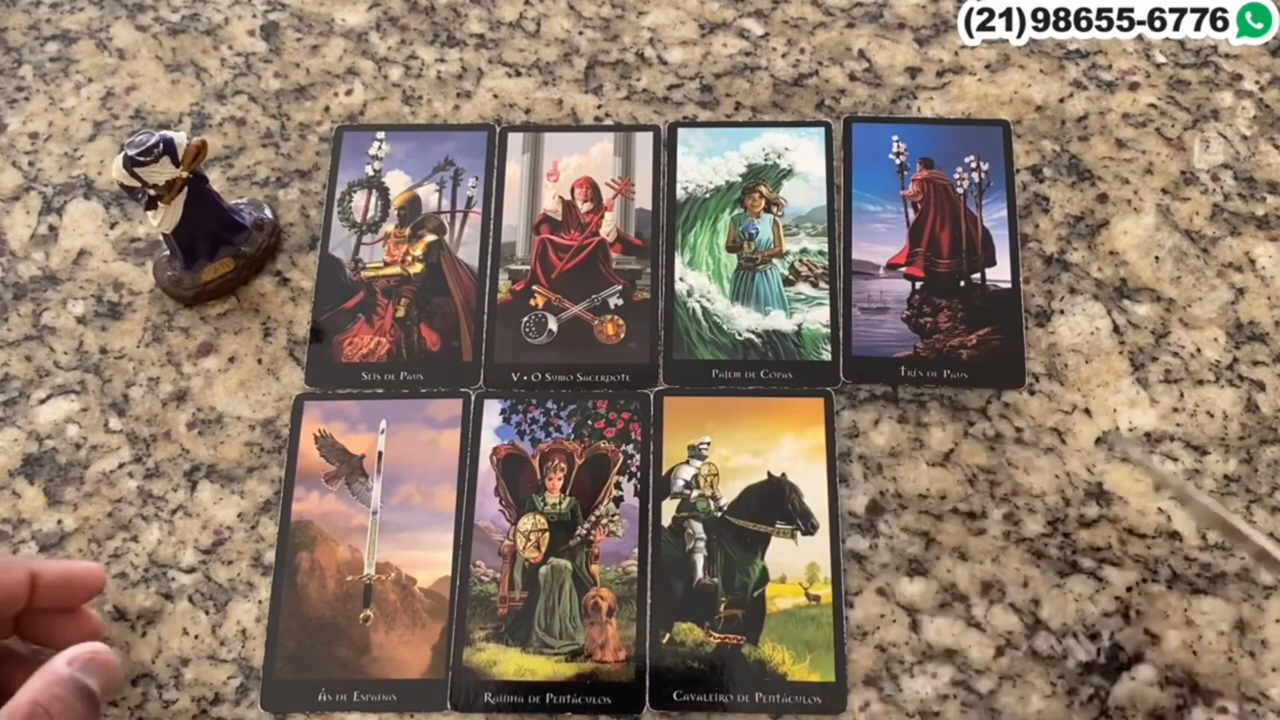 (21)98655-6776
SEIS DE PAUS
V • O SUMO SACERDOTE
PAJEM DE COPAS
TRÊS DE PAUS
ÁS DE ESPADAS
RAINHA DE PENTÁCULOS
CAVALEIRO DE PENTÁCULOS